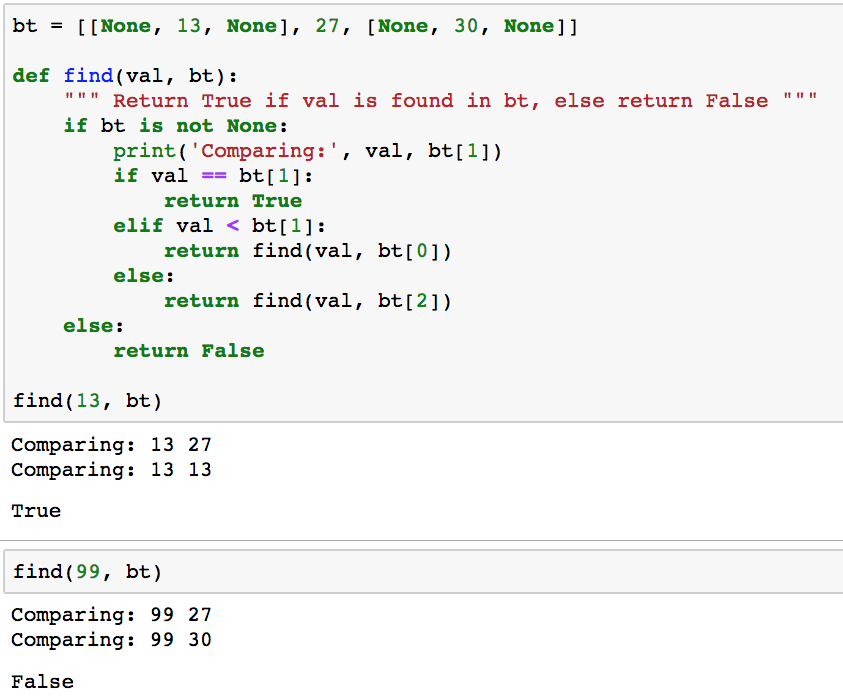 bt = [[None, 13, None], 27, [None, 30, None]]
def find(val, bt):
    """ Return True if val is found in bt, else return False """
    if bt is not None:
        print('Comparing:', val, bt[1])
        if val == bt[1]:
            return True
        elif val < bt[1]:
            return find(val, bt[0])
        else:
            return find(val, bt[2])
    else:
        return False
find(13, bt)
Comparing: 13 27
Comparing: 13 13
True
find(99, bt)
Comparing: 99 27
Comparing: 99 30
False